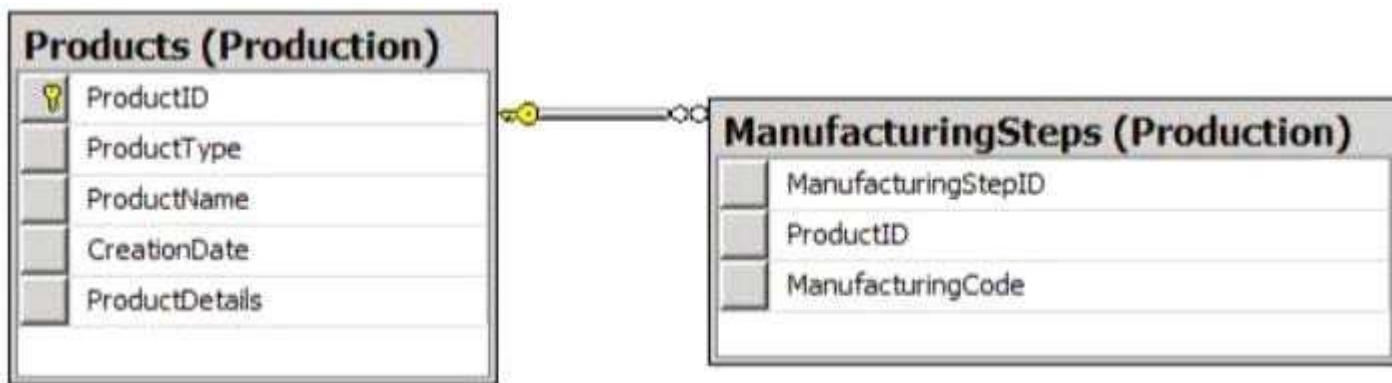 Products (Production)
ProductID
ProductType
ProductName
CreationDate
ProductDetails
ManufacturingSteps (Production)
ManufacturingStepID
ProductID
ManufacturingCode